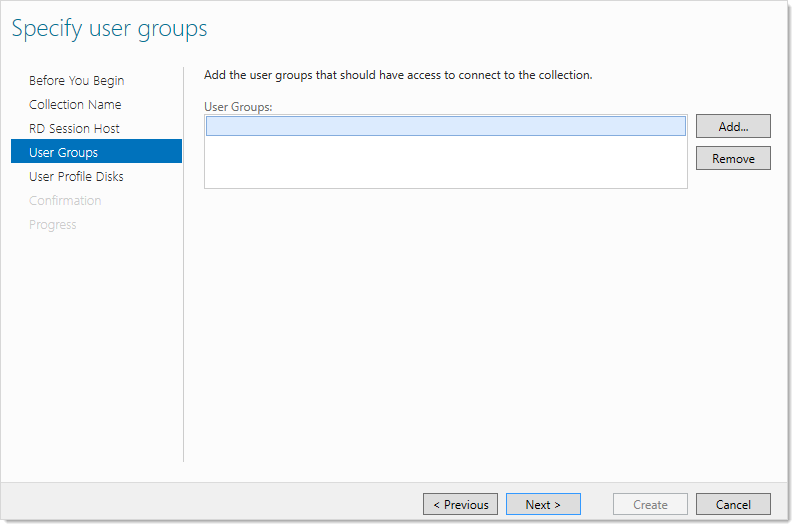 Specify user groups
Before You Begin
Collection Name
RD Session Host
User Groups
User Profile Disks
Confirmation
Progress
Add the user groups that should have access to connect to the collection.
User Groups:
Add...
Remove
< Previous
Next >
Create
Cancel